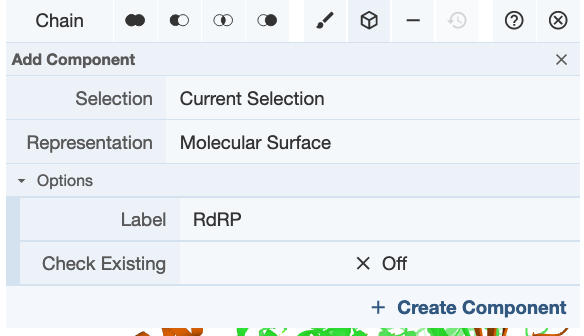 Chain
Add Component
Selection Current Selection
Representation Molecular Surface
Options
Label RdRP
Check Existing Off
Create Component